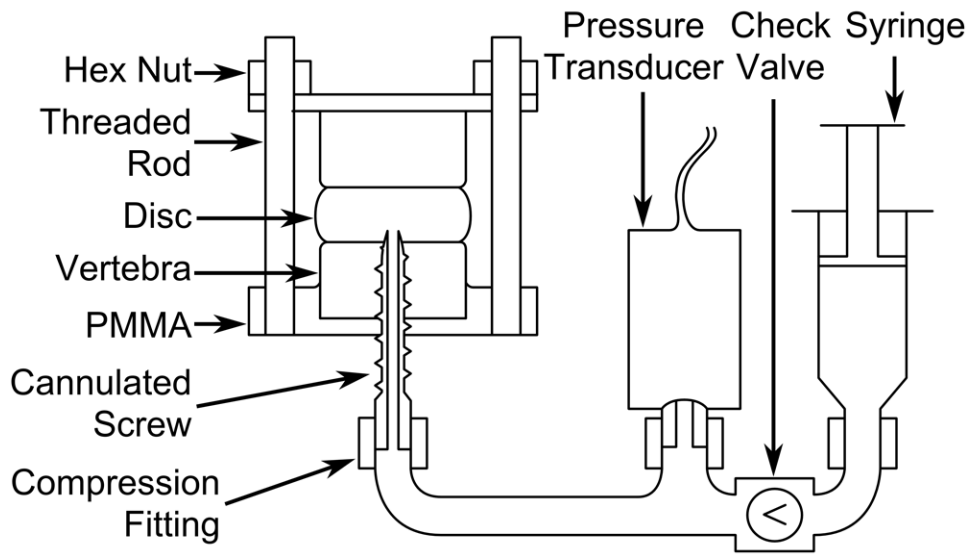 Pressure
Transducer
Check
Valve
Syringe
Hex Nut
Threaded
Rod
Disc
Vertebra
PMMA
Cannulated
Screw
Compression
Fitting